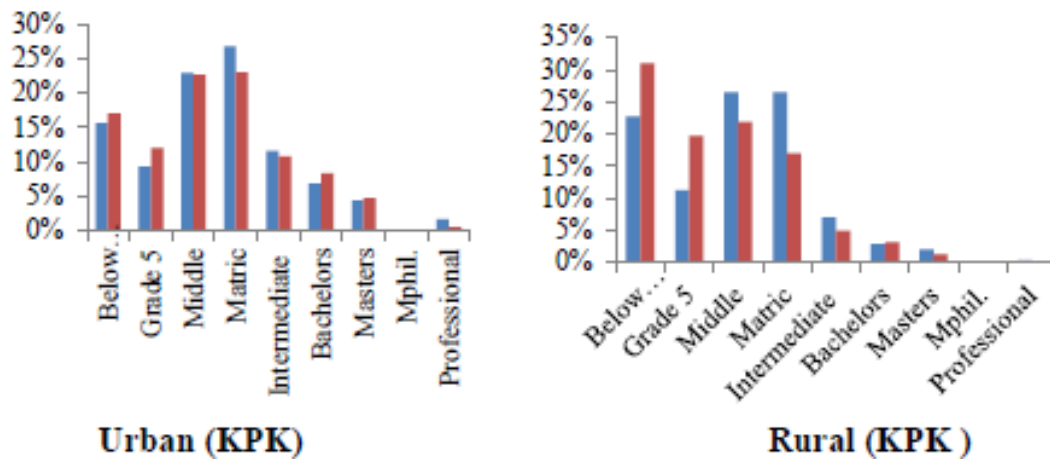 30%
25%
20%
15%
10%
5%
0%
Below…
Grade 5
Middle
Matric
Intermediate
Bachelors
Masters
Mphil.
Professional
Urban (KPK)
35%
30%
25%
20%
15%
10%
5%
0%
Below…
Grade 5
Middle
Matric
Intermediate
Bachelors
Masters
Mphil.
Professional
Rural (KPK )